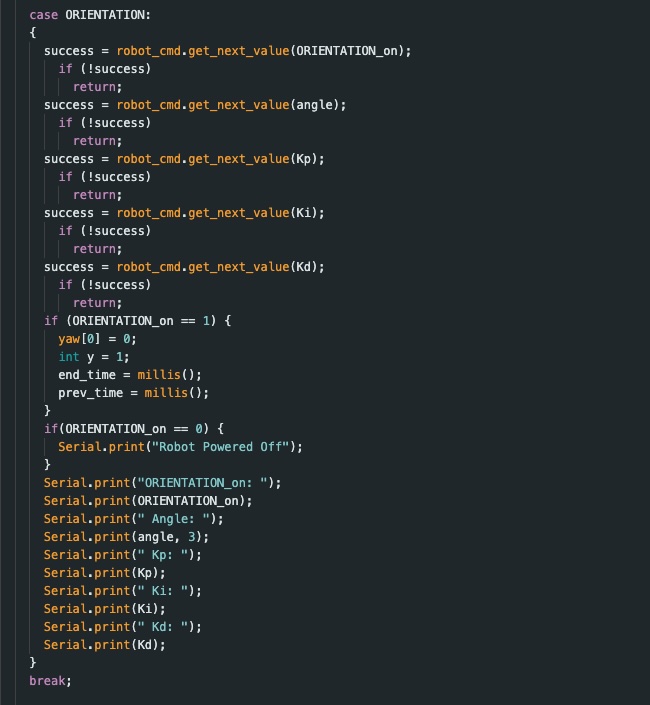 case ORIENTATION:
{
success = robot_cmd.get_next_value(ORIENTATION_on);
if (!success)
return;
success = robot_cmd.get_next_value(angle);
if (!success)
return;
success = robot_cmd.get_next_value(Kp);
if (!success)
return;
success = robot_cmd.get_next_value(Ki);
if (!success)
return;
success = robot_cmd.get_next_value(Kd);
if (!success)
return;
if (ORIENTATION_on == 1) {
yaw[0] = 0;
int y = 1;
end_time = millis();
prev_time = millis();
}
if(ORIENTATION_on == 0) {
Serial.print("Robot Powered Off");
}
Serial.print("ORIENTATION_on: ");
Serial.print(ORIENTATION_on);
Serial.print(" Angle: ");
Serial.print(angle, 3);
Serial.print(" Kp: ");
Serial.print(Kp);
Serial.print(" Ki: ");
Serial.print(Ki);
Serial.print(" Kd: ");
Serial.print(Kd);
}
break;